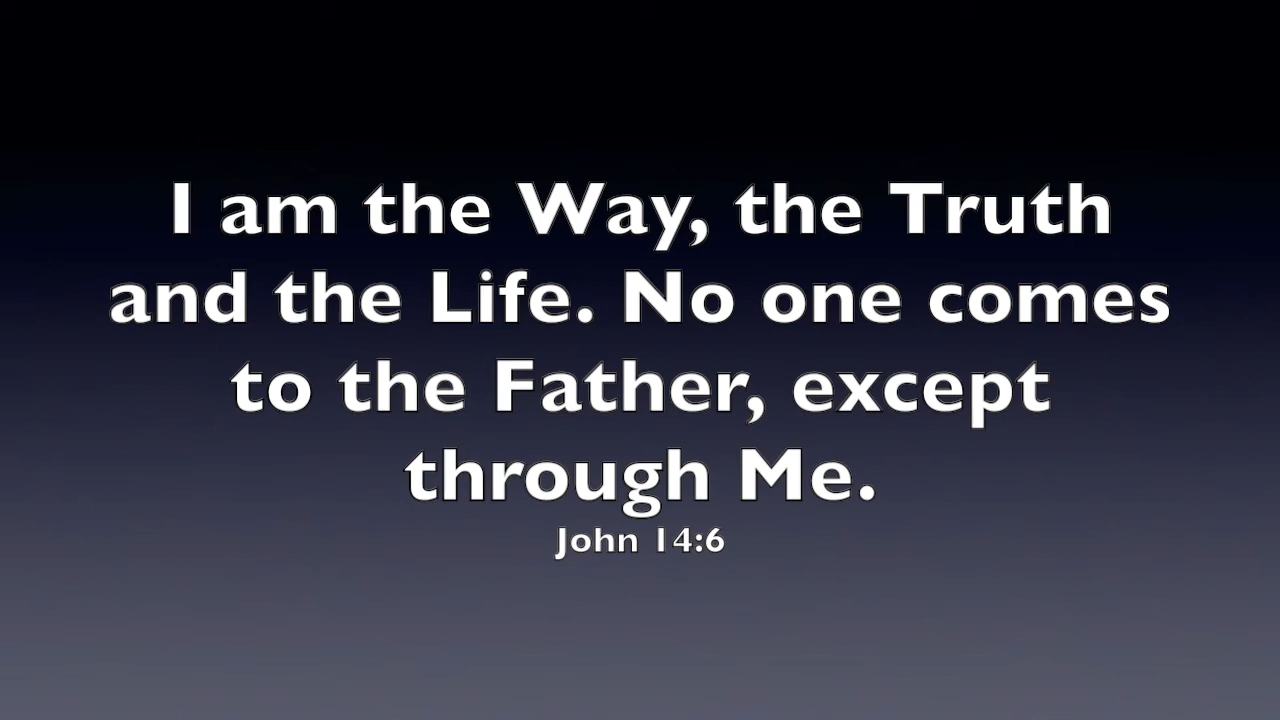 I am the Way, the Truth
and the Life. No one comes
to the Father, except
through Me.
John 14:6